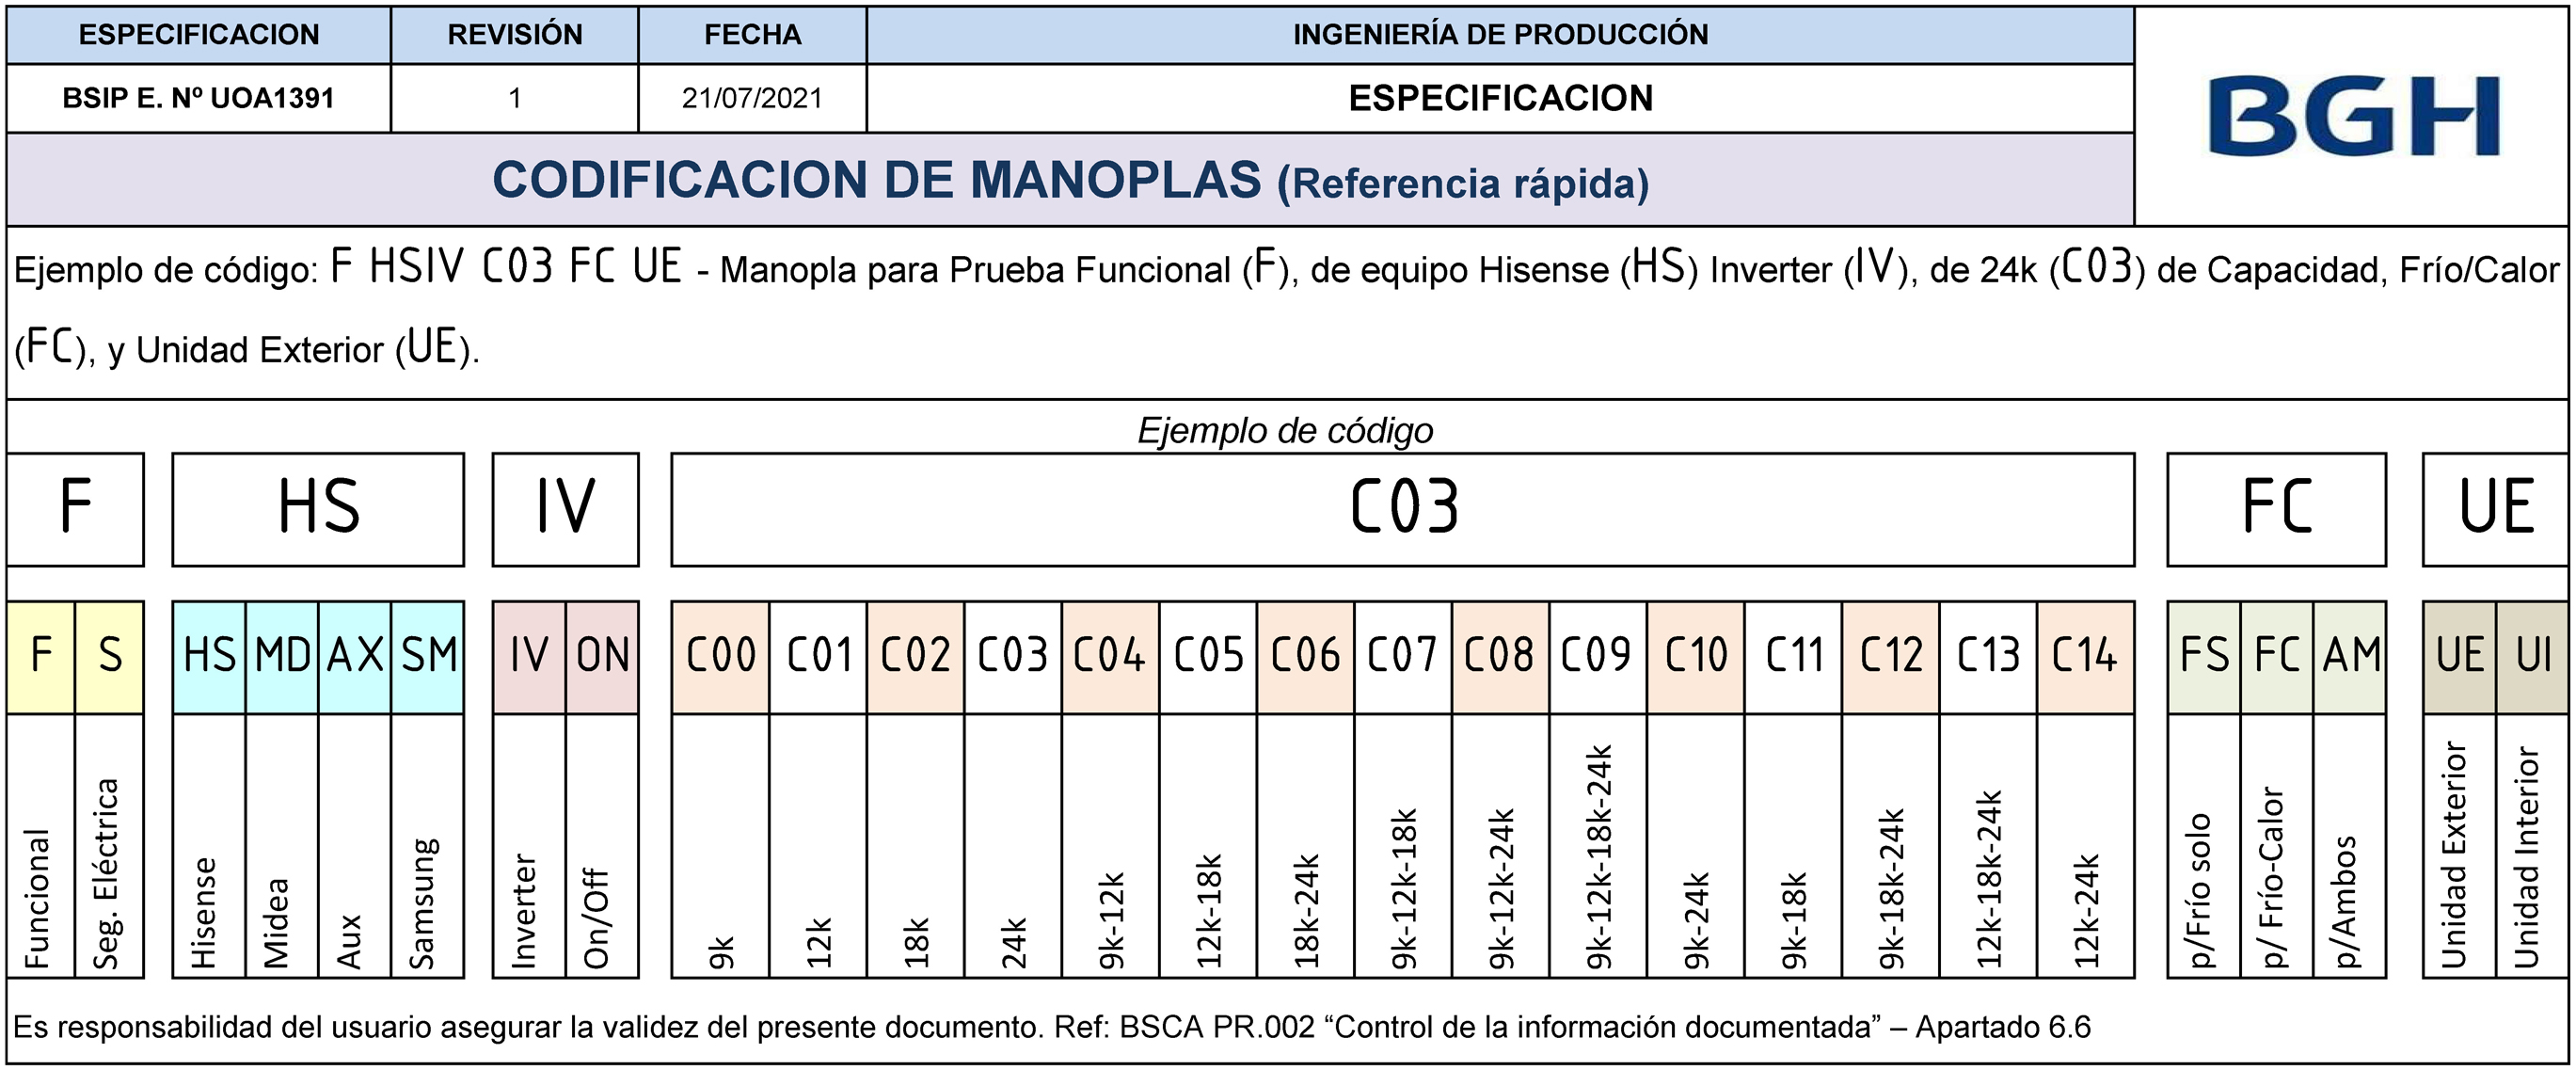 ESPECIFICACION REVISIÓN FECHA INGENIERÍA DE PRODUCCIÓN
BSIP E. Nº UOA1391 1 21/07/2021 ESPECIFICACION
BGH
CODIFICACION DE MANOPLAS (Referencia rápida)
Ejemplo de código: F HSIV C03 FC UE - Manopla para Prueba Funcional (F), de equipo Hisense (HS) Inverter (IV), de 24k (C03) de Capacidad, Frío/Calor
(FC), y Unidad Exterior (UE).
Ejemplo de código
F HS IV C03 FC UE
F S HS MD AX SM IV ON C00 C01 C02 C03 C04 C05 C06 C07 C08 C09 C10 C11 C12 C13 C14 FS FC AM UE UI
Funcional
Seg. Eléctrica
Hisense
Midea
Aux
Samsung
Inverter
On/Off
9k
12k
18k
24k
9k-12k
12k-18k
18k-24k
9k-12k-18k
9k-12k-24k
9k-12k-18k-24k
9k-24k
9k-18k
9k-18k-24k
12k-18k-24k
12k-24k
p/Frío solo
p/ Frío-Calor
p/Ambos
Unidad Exterior
Unidad Interior
Es responsabilidad del usuario asegurar la validez del presente documento. Ref: BSCA PR.002 “Control de la información documentada” – Apartado 6.6